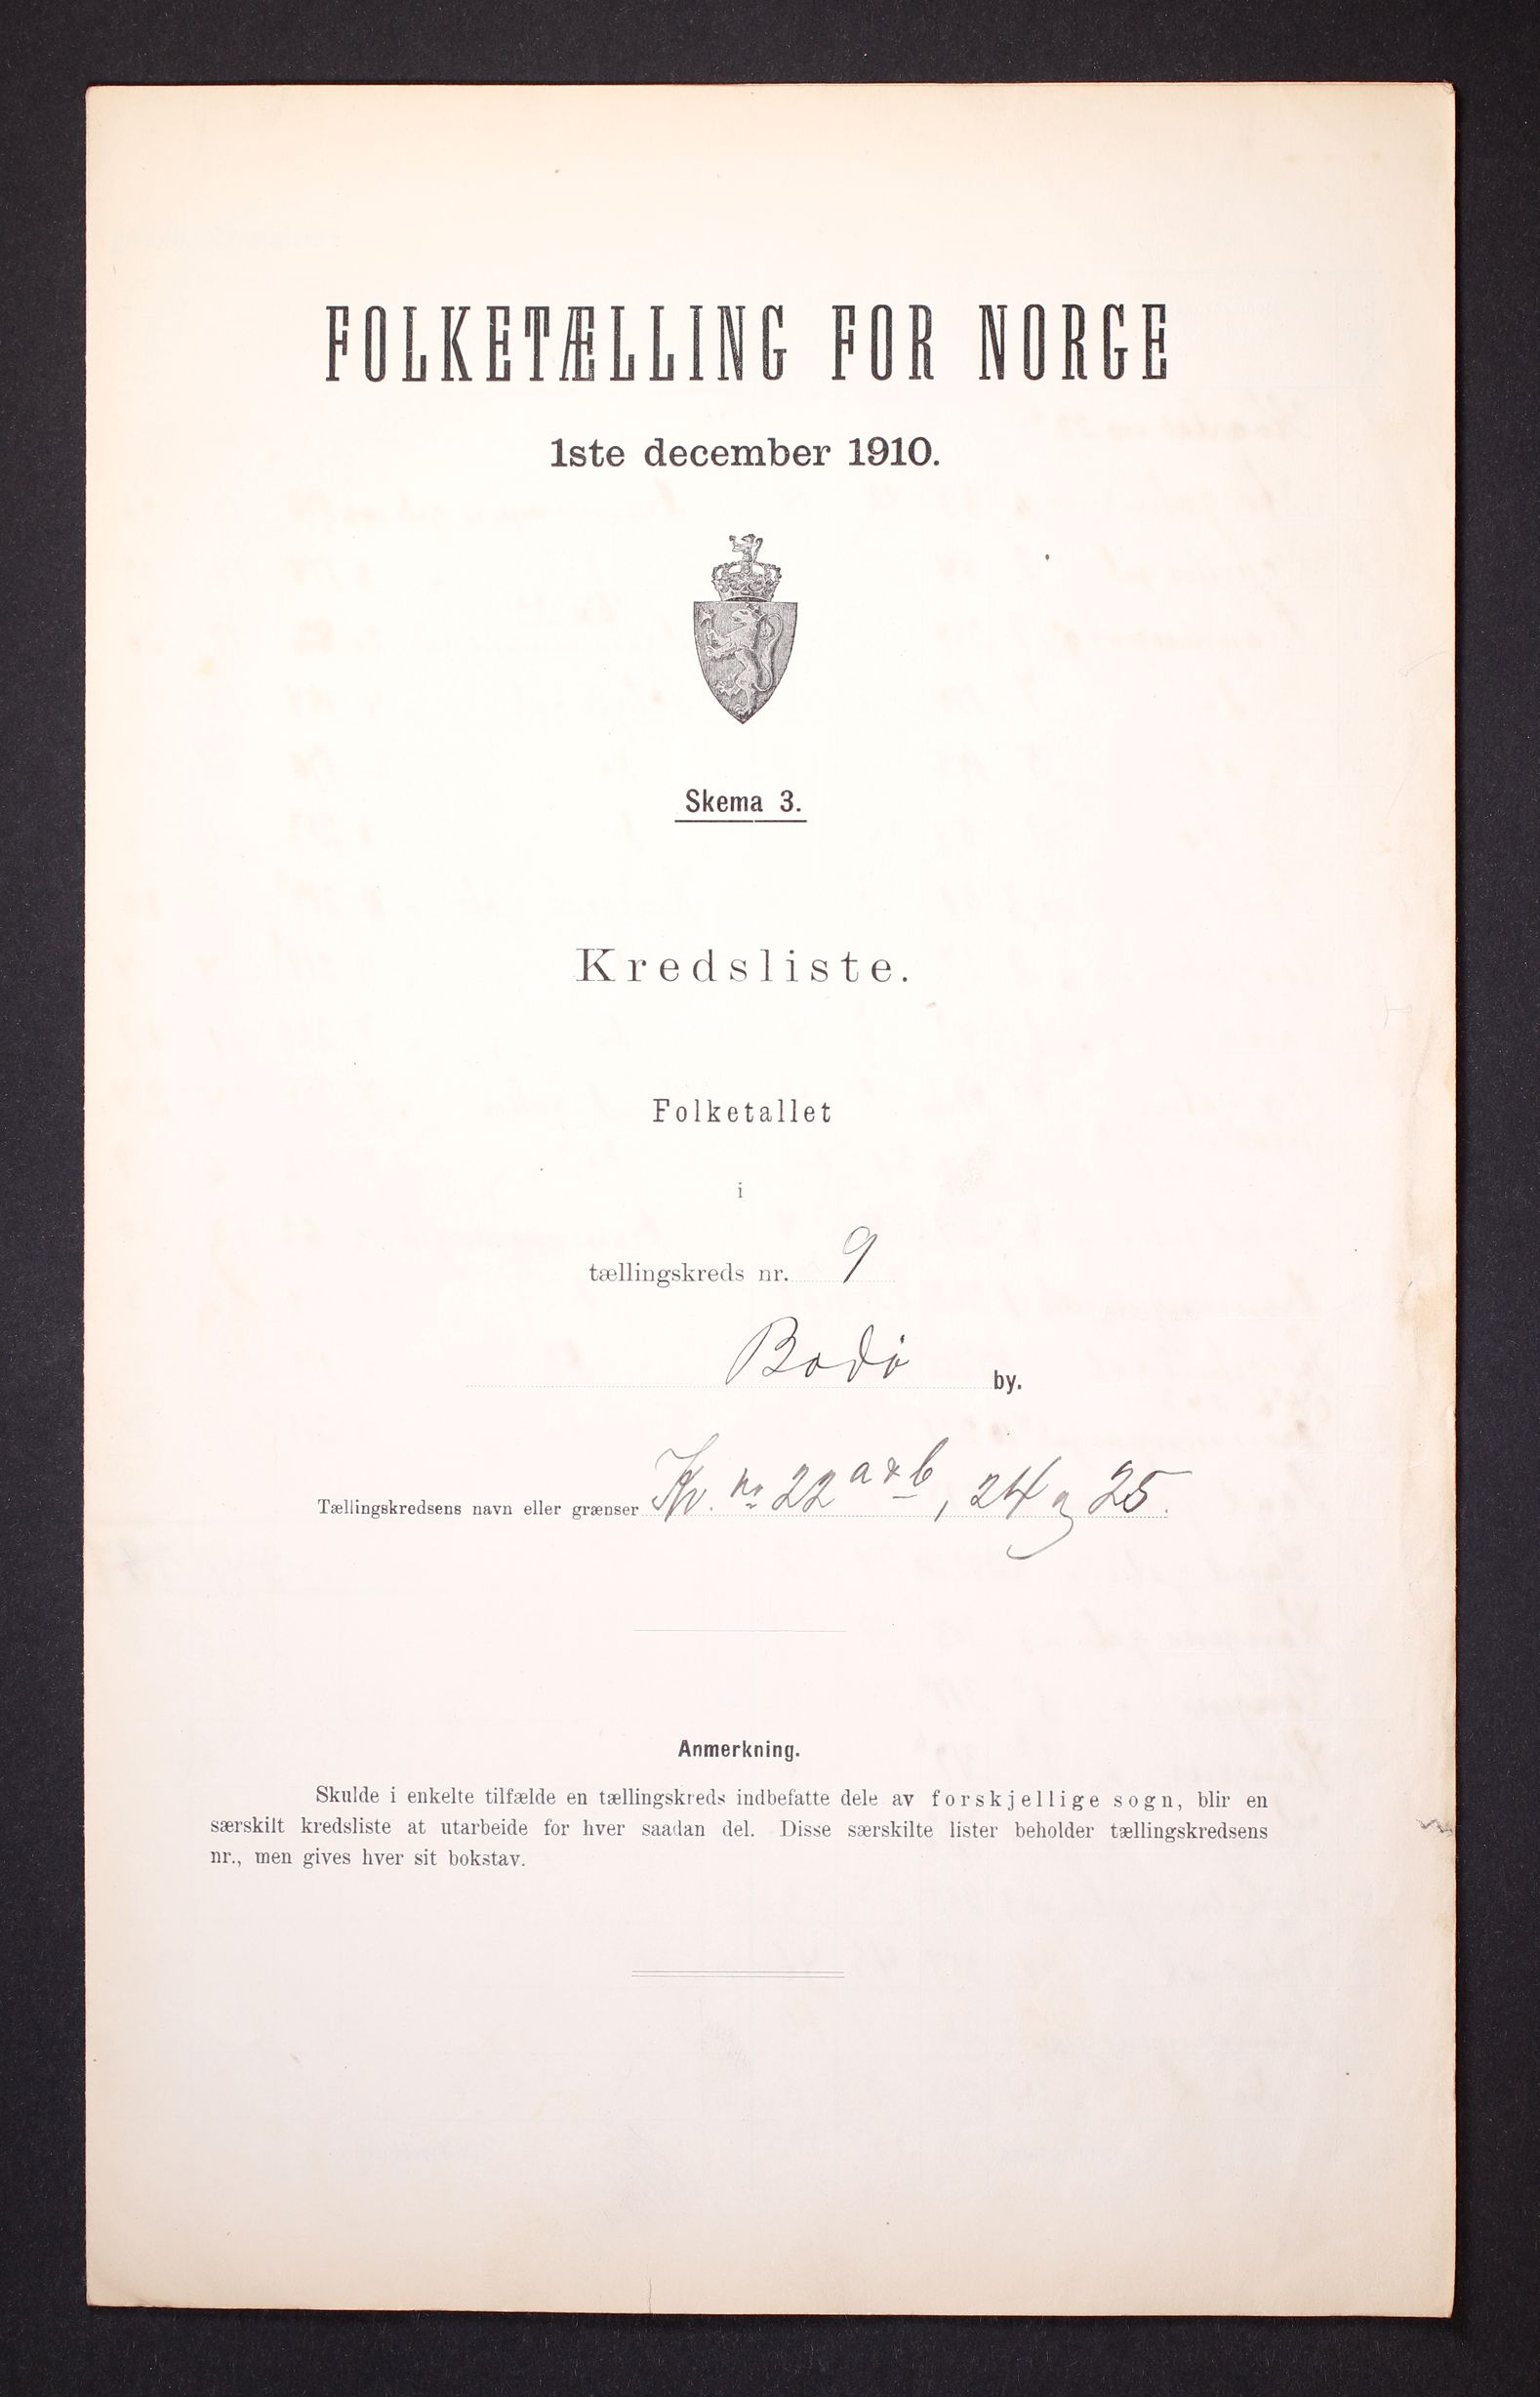 FOLKETÆLLING FOR NORGE
1ste december 1910.
Skema 3.
Kredsliste.
Folketallet
i
tællingskreds nr. 9
Bodø by.
Tællingskredsens navn eller grænser Kv. no 22 a & b, 24 og 25.
Anmerkning.
Skulde i enkelte tilfælde en tællingskreds indbefatte dele av forskjellige sogn, blir en
særskilt kredsliste at utarbeide for hver saadan del. Disse særskilte lister beholder tællingskredsens
nr., men gives hver sit bokstav.